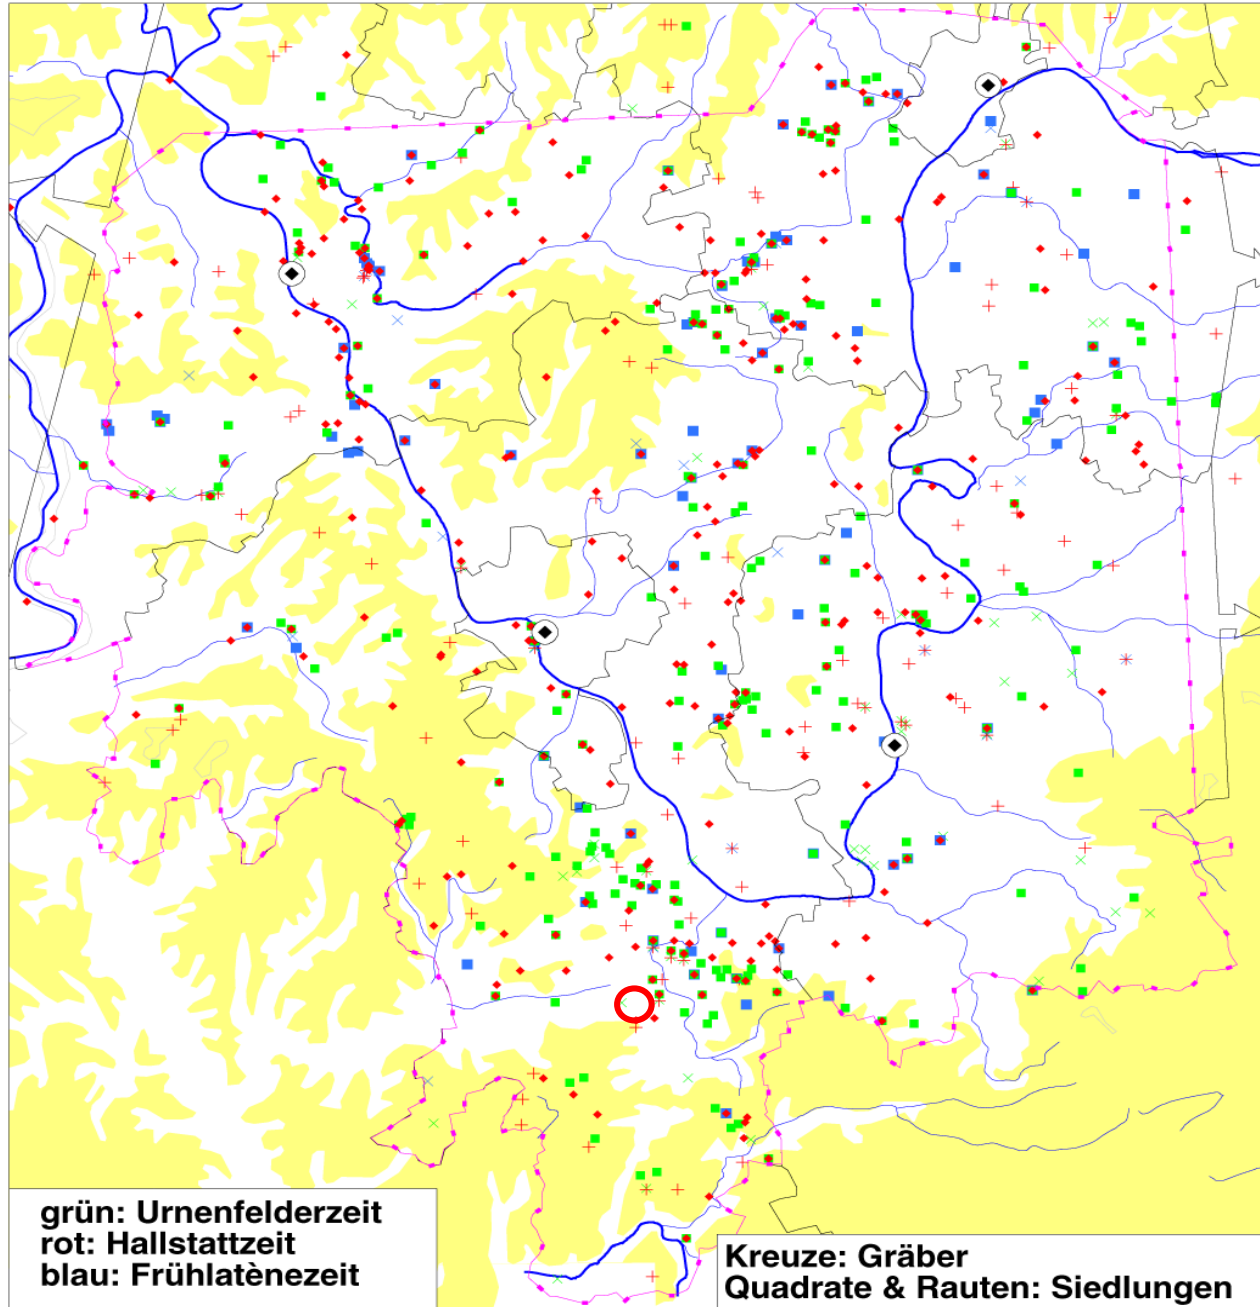 grün: Urnenfelderzeit
rot: Hallstattzeit
blau: Frühlatènezeit
Kreuze: Gräber
Quadrate & Rauten: Siedlungen